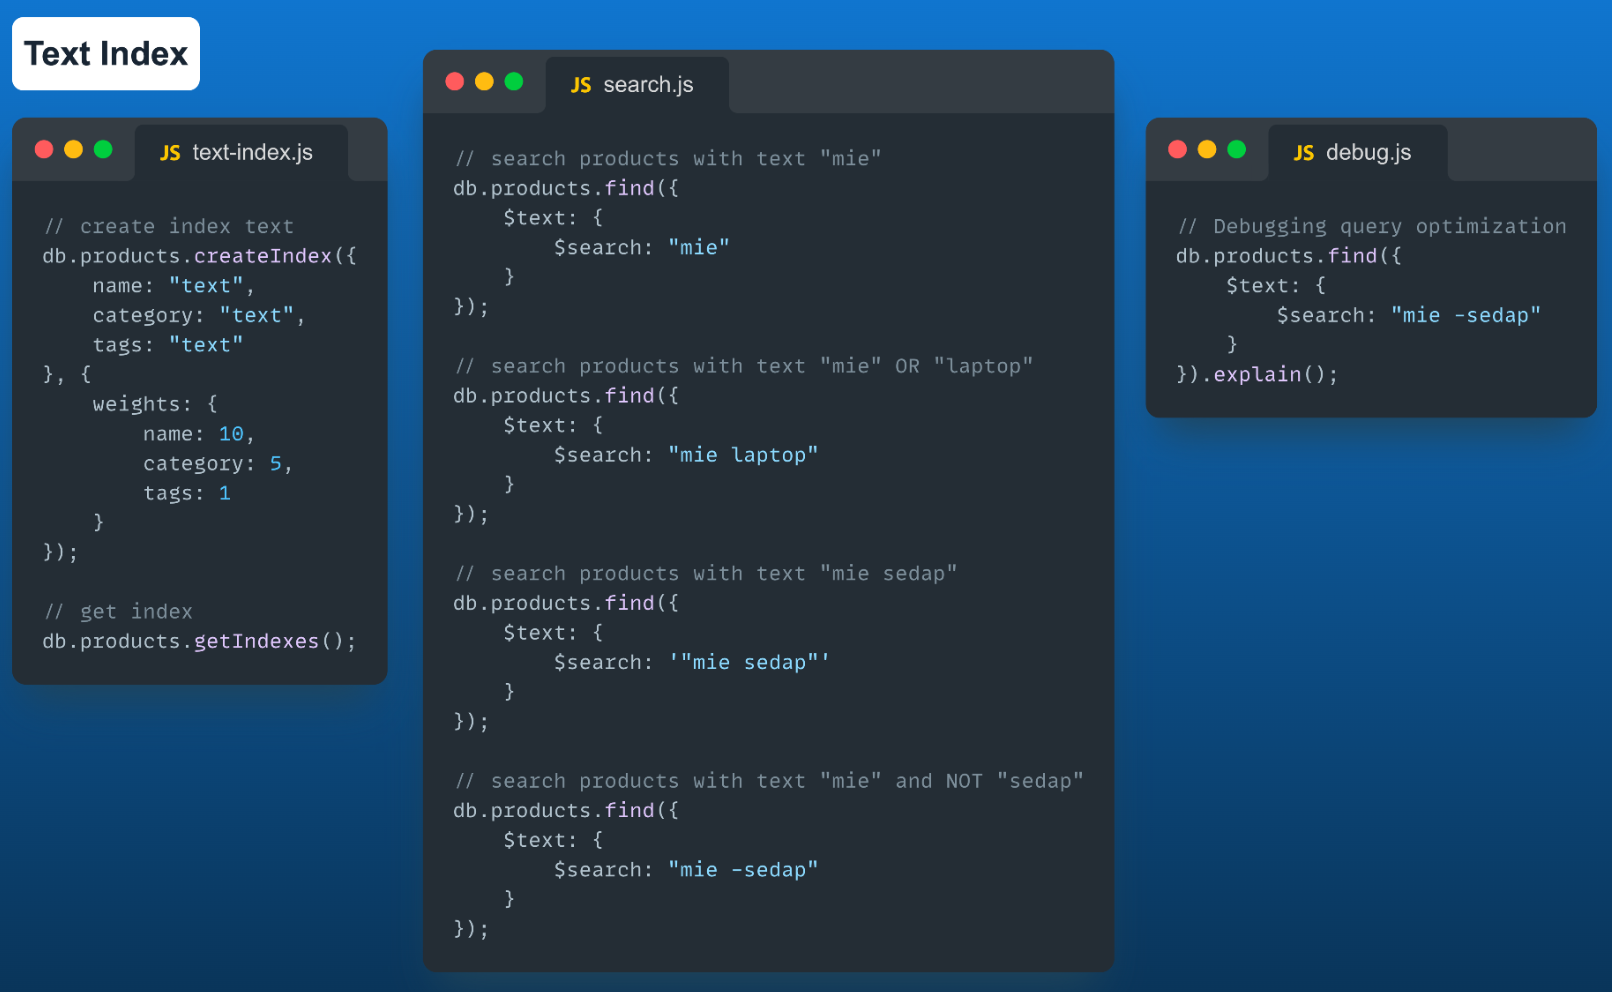 Text Index
JS text-index.js
// create index text
db.products.createIndex({
    name: "text",
    category: "text",
    tags: "text"
}, {
    weights: {
        name: 10,
        category: 5,
        tags: 1
    }
});

// get index
db.products.getIndexes();
JS search.js
// search products with text "mie"
db.products.find({
    $text: {
        $search: "mie"
    }
});

// search products with text "mie" OR "laptop"
db.products.find({
    $text: {
        $search: "mie laptop"
    }
});

// search products with text "mie sedap"
db.products.find({
    $text: {
        $search: '"mie sedap"'
    }
});

// search products with text "mie" and NOT "sedap"
db.products.find({
    $text: {
        $search: "mie -sedap"
    }
});
JS debug.js
// Debugging query optimization
db.products.find({
    $text: {
        $search: "mie -sedap"
    }
}).explain();